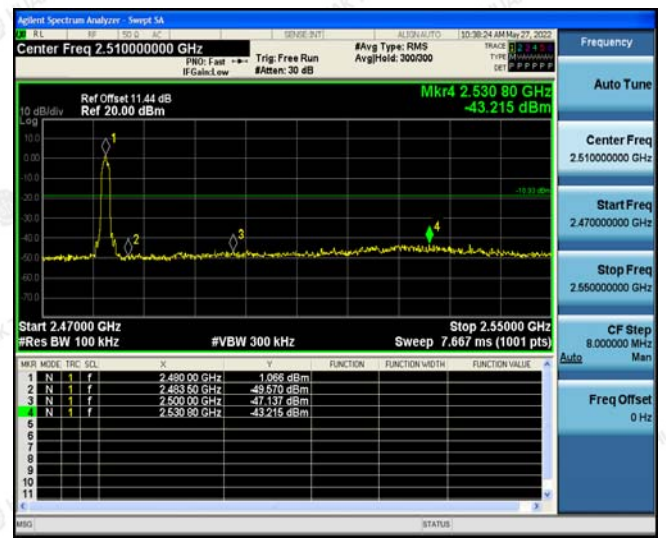 Agilent Spectrum Analyzer - Swept SA
RL RF 50 Ω AC SENSE:INT ALIGN AUTO 10:38:24 AM May 27, 2022
Center Freq 2.510000000 GHz
PNO: Fast
IFGain:Low
Trig: Free Run
#Atten: 30 dB
#Avg Type: RMS
Avg|Hold: 300/300
TRACE 1 2 3 4 5 6
TYPE M
DET P P P P P P
Frequency
Auto Tune
Ref Offset 11.44 dB
10 dB/div Ref 20.00 dBm
Mkr4 2.530 80 GHz
-43.215 dBm
Log
10.0
0.00
-10.0
-20.0
-30.0
-40.0
-50.0
-60.0
-70.0
1
2
3
4
Center Freq
2.510000000 GHz
Start Freq
2.470000000 GHz
Stop Freq
2.550000000 GHz
Start 2.47000 GHz Stop 2.55000 GHz
#Res BW 100 kHz #VBW 300 kHz Sweep 7.667 ms (1001 pts)
CF Step
8.000000 MHz
Auto Man
MKR MODE TRC SCL X Y FUNCTION FUNCTION WIDTH FUNCTION VALUE
1 N 1 f 2.480 00 GHz 1.066 dBm
2 N 1 f 2.483 50 GHz -49.570 dBm
3 N 1 f 2.500 00 GHz -47.137 dBm
4 N 1 f 2.530 80 GHz -43.215 dBm
5
6
7
8
9
10
11
Freq Offset
0 Hz
MSG STATUS